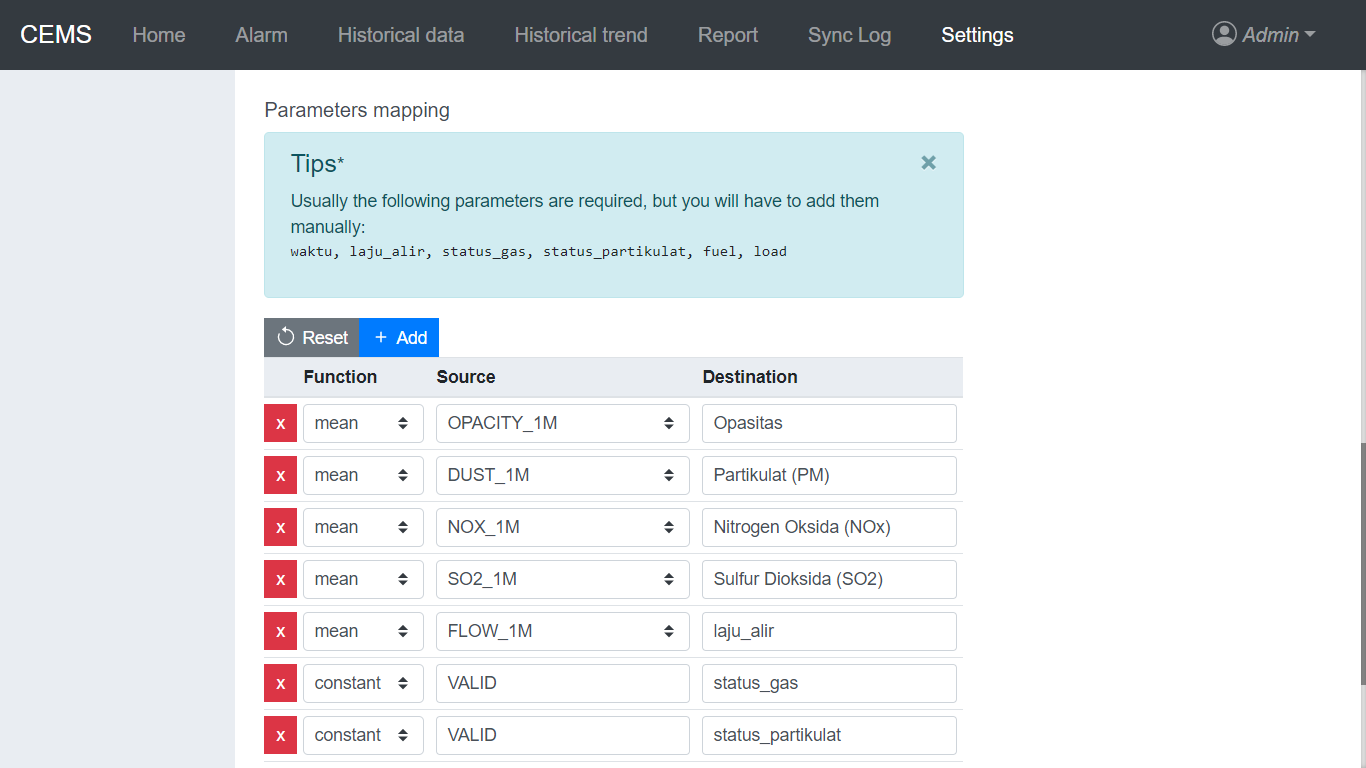 CEMS Home Alarm Historical data Historical trend Report Sync Log Settings Admin
Parameters mapping
Tips*
Usually the following parameters are required, but you will have to add them
manually:
waktu, laju_alir, status_gas, status_partikulat, fuel, load
Reset + Add
Function Source Destination
x mean OPACITY_1M Opasitas
x mean DUST_1M Partikulat (PM)
x mean NOX_1M Nitrogen Oksida (NOx)
x mean SO2_1M Sulfur Dioksida (SO2)
x mean FLOW_1M laju_alir
x constant VALID status_gas
x constant VALID status_partikulat